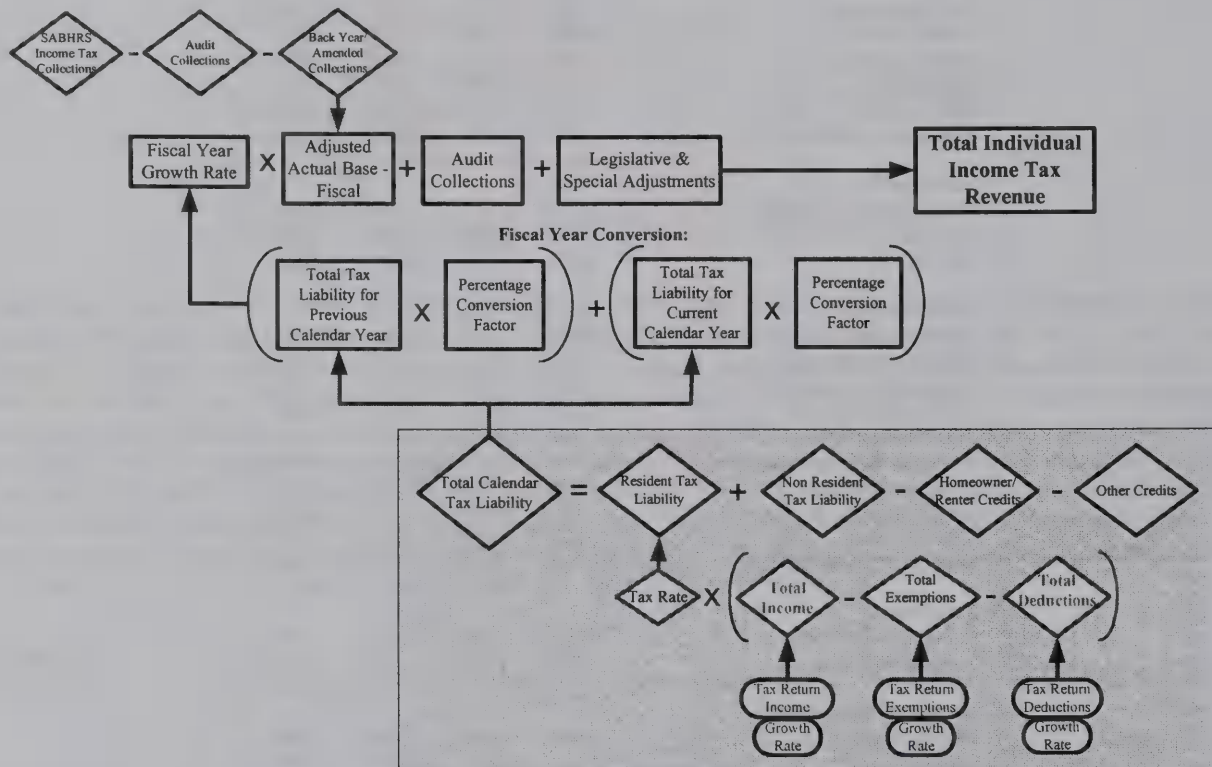 SABHRS
Income Tax
Collections
-
Audit
Collections
-
Back Year/
Amended
Collections
Fiscal Year
Growth Rate
X
Adjusted
Actual Base -
Fiscal
+
Audit
Collections
+
Legislative &
Special Adjustments
Total Individual
Income Tax
Revenue
Fiscal Year Conversion:
(
Total Tax
Liability for
Previous
Calendar Year
X
Percentage
Conversion
Factor
)
+
(
Total Tax
Liability for
Current
Calendar Year
X
Percentage
Conversion
Factor
)
Total Calendar
Tax Liability
=
Resident Tax
Liability
+
Non Resident
Tax Liability
-
Homeowner/
Renter Credits
-
Other Credits
Tax Rate
X
(
Total
Income
-
Total
Exemptions
-
Total
Deductions
)
Tax Return
Income
Growth
Rate
Tax Return
Exemptions
Growth
Rate
Tax Return
Deductions
Growth
Rate